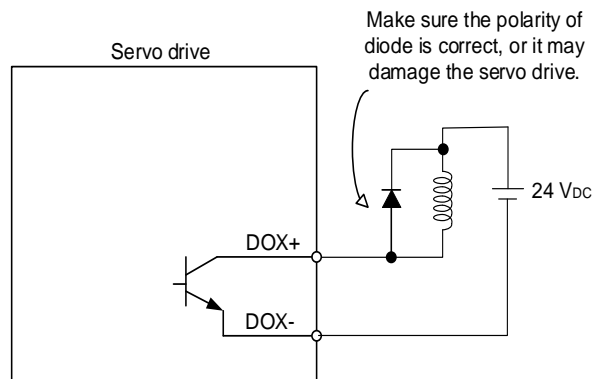 Make sure the polarity of
diode is correct, or it may
damage the servo drive.
Servo drive
24 VDC
DOX+
DOX-